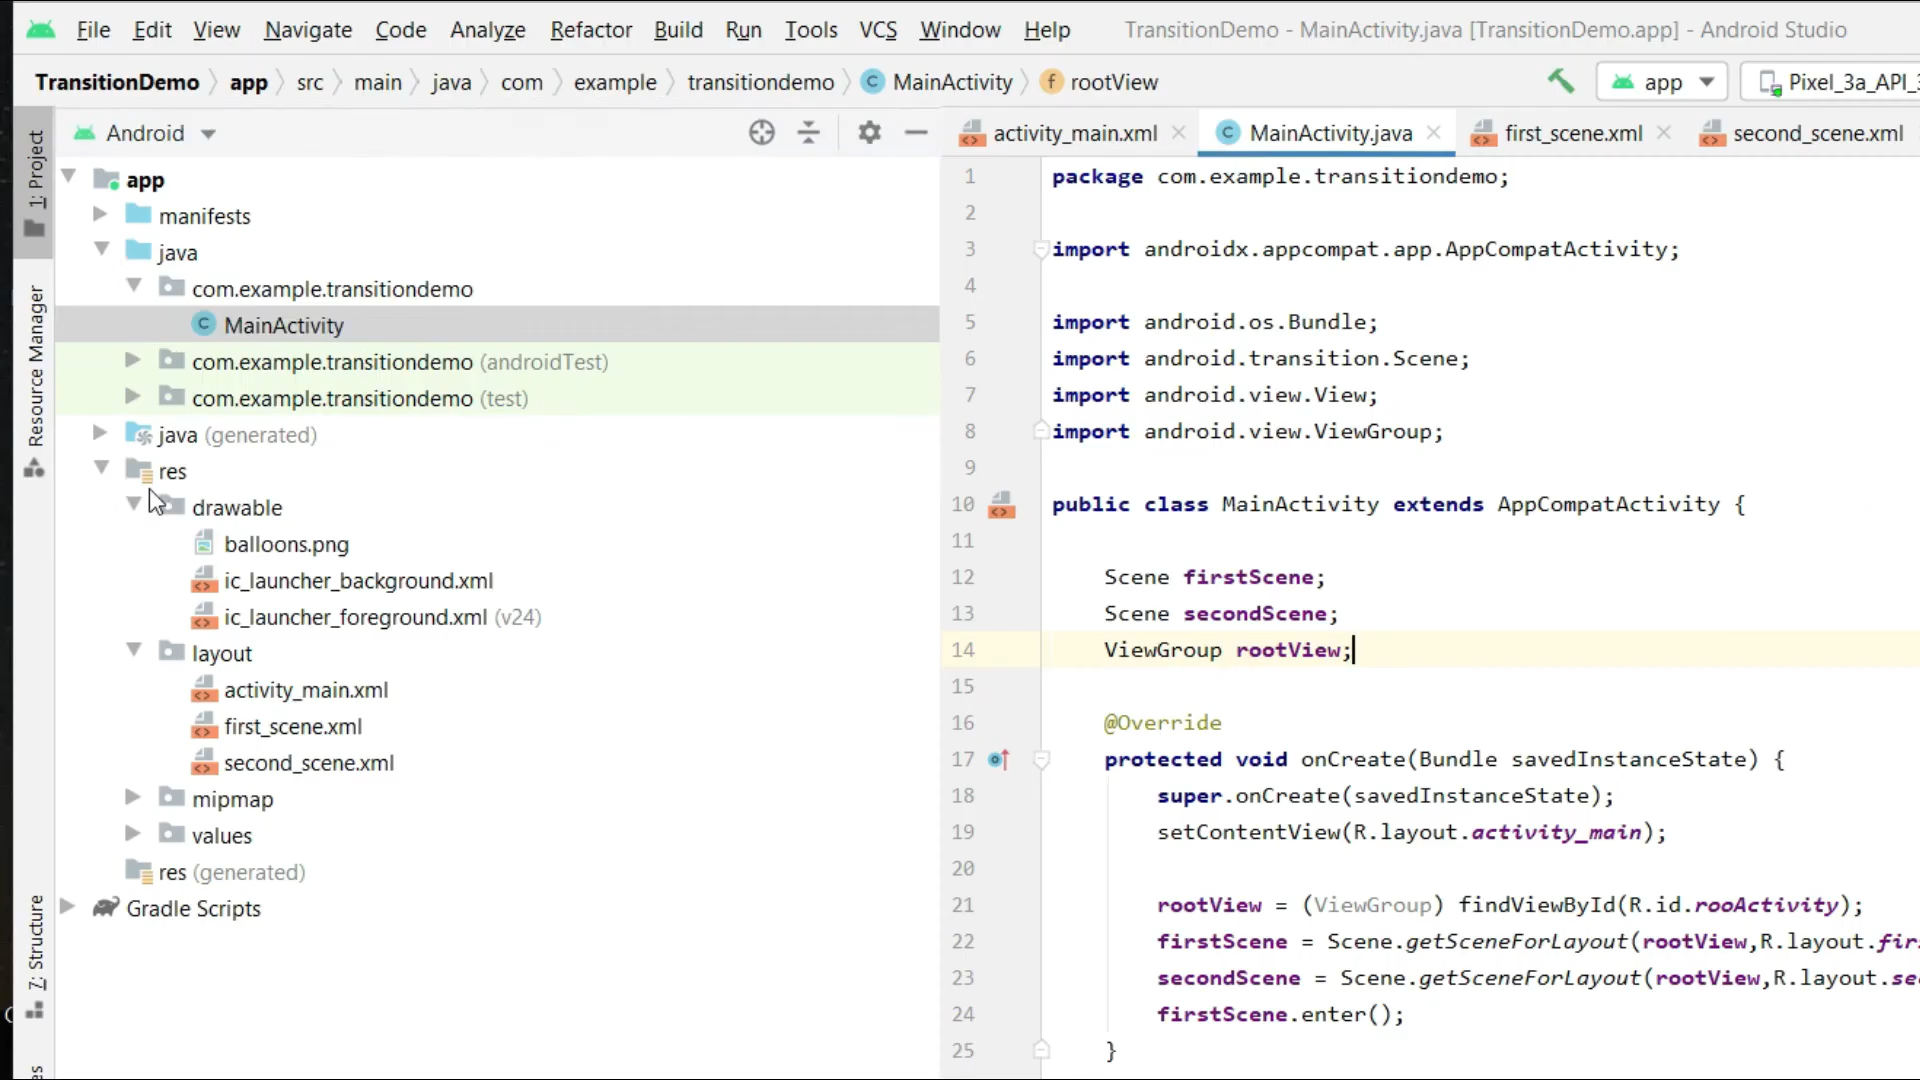 File Edit View Navigate Code Analyze Refactor Build Run Tools VCS Window Help TransitionDemo - MainActivity.java [TransitionDemo.app] - Android Studio
TransitionDemo app src main java com example transitiondemo C MainActivity f rootView app Pixel_3a_API_3
Android
activity_main.xml C MainActivity.java first_scene.xml second_scene.xml
1: Project
Resource Manager
7: Structure
es
app
manifests
java
com.example.transitiondemo
C MainActivity
com.example.transitiondemo (androidTest)
com.example.transitiondemo (test)
java (generated)
res
drawable
balloons.png
ic_launcher_background.xml
ic_launcher_foreground.xml (v24)
layout
activity_main.xml
first_scene.xml
second_scene.xml
mipmap
values
res (generated)
Gradle Scripts
1 package com.example.transitiondemo;
2
3 import androidx.appcompat.app.AppCompatActivity;
4
5 import android.os.Bundle;
6 import android.transition.Scene;
7 import android.view.View;
8 import android.view.ViewGroup;
9
10 public class MainActivity extends AppCompatActivity {
11
12 Scene firstScene;
13 Scene secondScene;
14 ViewGroup rootView;
15
16 @Override
17 protected void onCreate(Bundle savedInstanceState) {
18 super.onCreate(savedInstanceState);
19 setContentView(R.layout.activity_main);
20
21 rootView = (ViewGroup) findViewById(R.id.rooActivity);
22 firstScene = Scene.getSceneForLayout(rootView,R.layout.fir
23 secondScene = Scene.getSceneForLayout(rootView,R.layout.se
24 firstScene.enter();
25 }